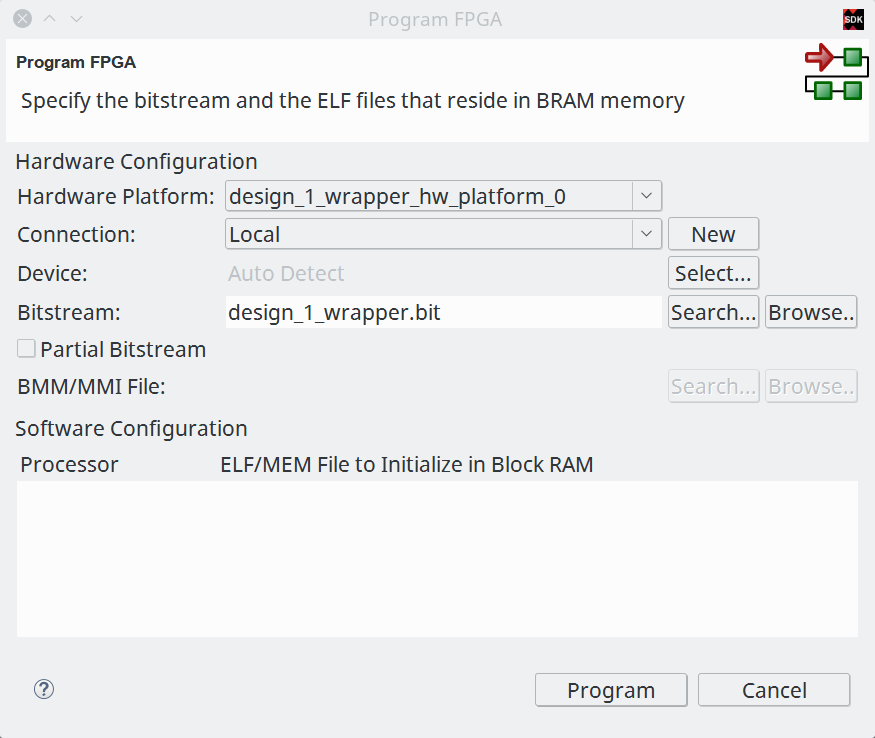 Program FPGA
SDK
Program FPGA
Specify the bitstream and the ELF files that reside in BRAM memory
Hardware Configuration
Hardware Platform: design_1_wrapper_hw_platform_0
Connection: Local New
Device: Auto Detect Select...
Bitstream: design_1_wrapper.bit Search... Browse..
Partial Bitstream
BMM/MMI File: Search... Browse..
Software Configuration
Processor ELF/MEM File to Initialize in Block RAM
? Program Cancel